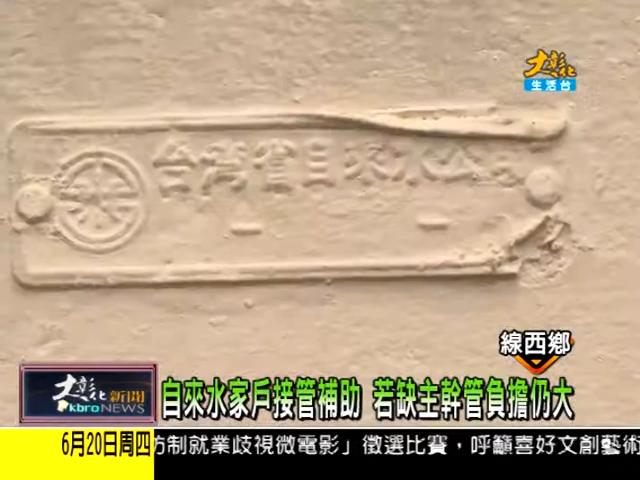 大彰化
生活台
台灣省自來水公
線西鄉
大彰化新聞
kbro NEWS
自來水家戶接管補助 若缺主幹管負擔仍大
6月20日周四
防制就業歧視微電影」徵選比賽，呼籲喜好文創藝術